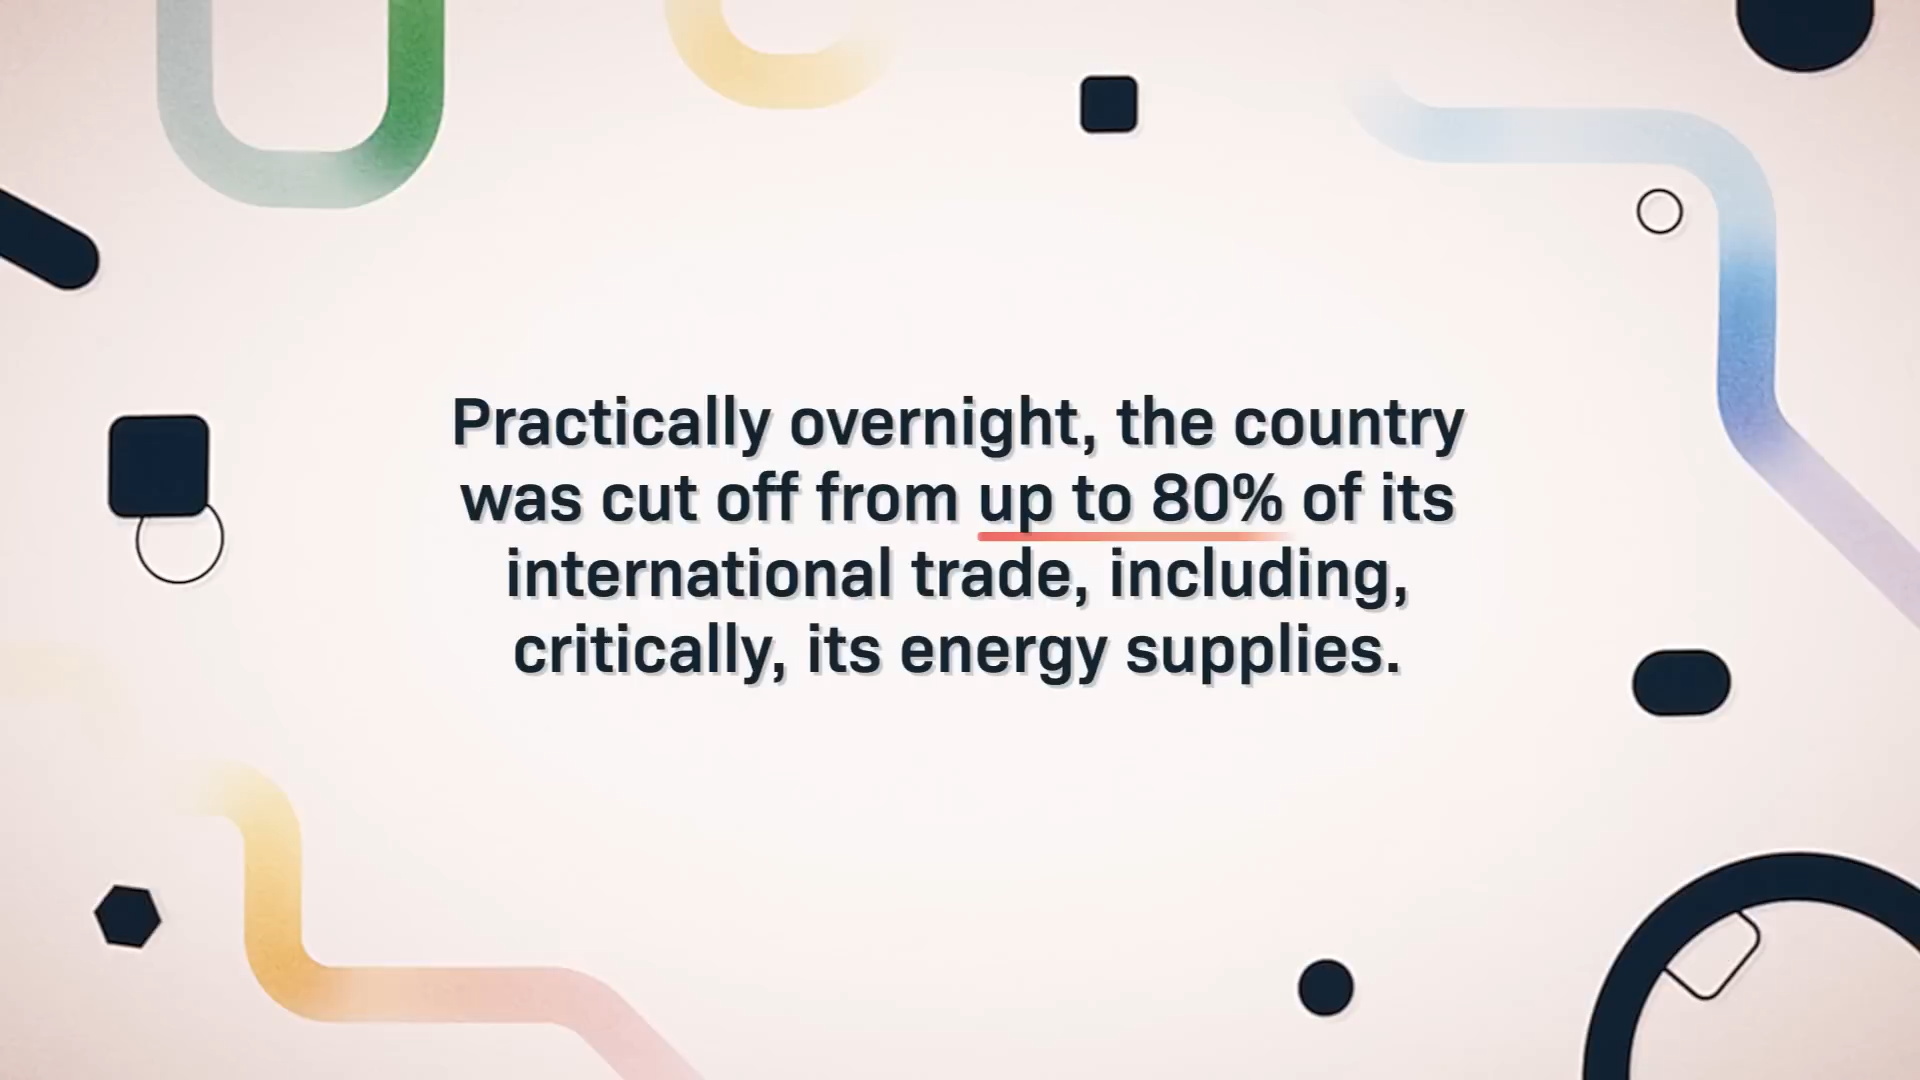 Practically overnight, the country
was cut off from up to 80% of its
international trade, including,
critically, its energy supplies.